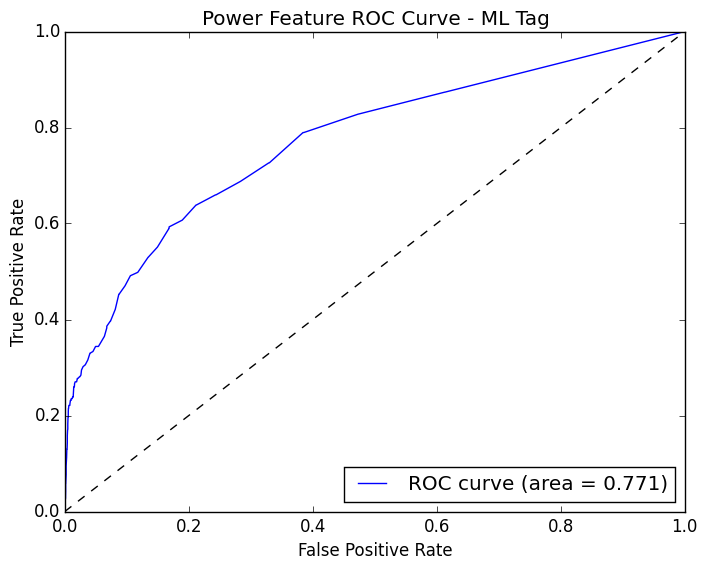 Power Feature ROC Curve - ML Tag
1.0
0.8
0.6
0.4
0.2
0.0
True Positive Rate
ROC curve (area = 0.771)
0.0 0.2 0.4 0.6 0.8 1.0
False Positive Rate